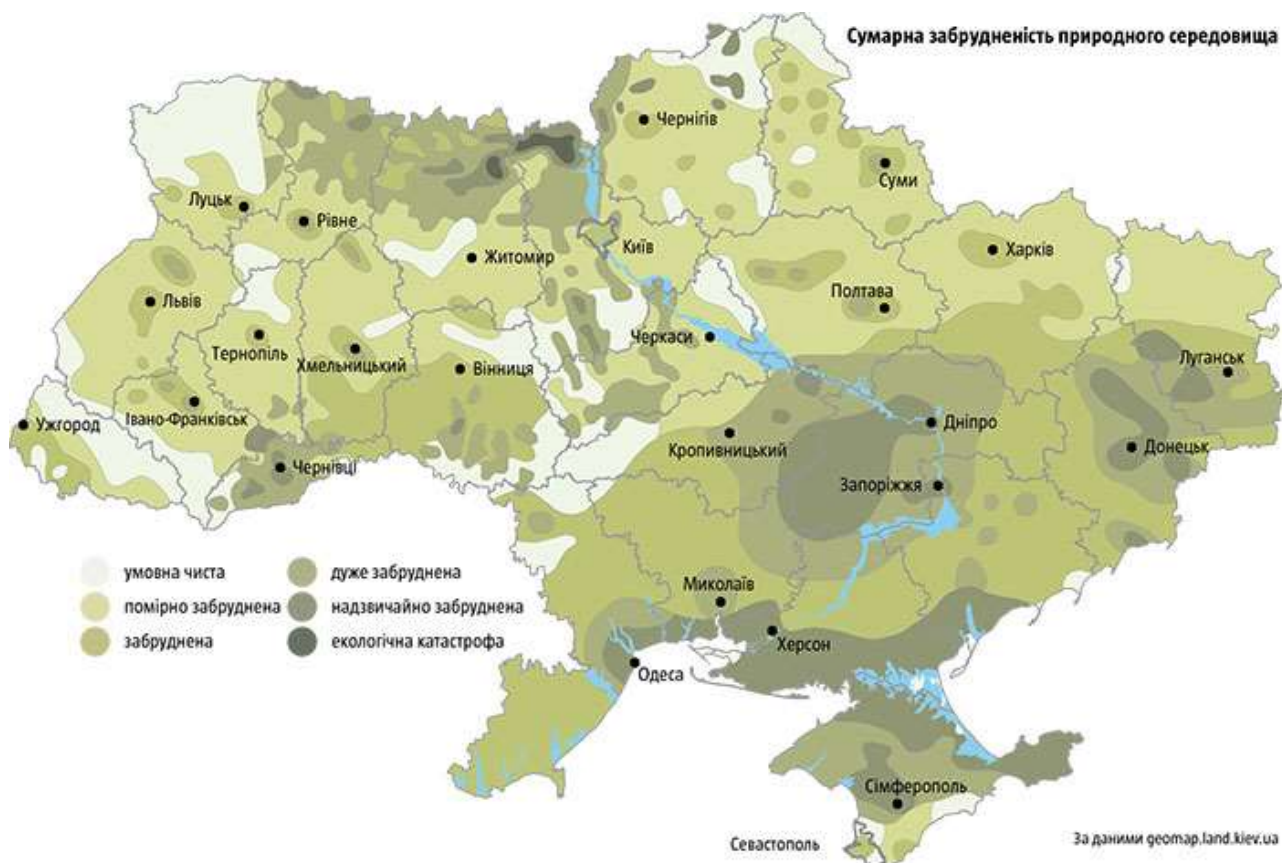 Сумарна забрудненість природного середовища
Чернігів
Суми
Луцьк
Рівне
Київ
Житомир
Харків
Львів
Полтава
Тернопіль
Черкаси
Хмельницький
Вінниця
Луганськ
Івано-Франківськ
Ужгород
Дніпро
Кропивницький
Донецьк
Чернівці
Запоріжжя
умовна чиста
помірно забруднена
забруднена
дуже забруднена
надзвичайно забруднена
екологічна катастрофа
Миколаїв
Херсон
Одеса
Сімферополь
Севастополь
За даними geomap.land.kiev.ua